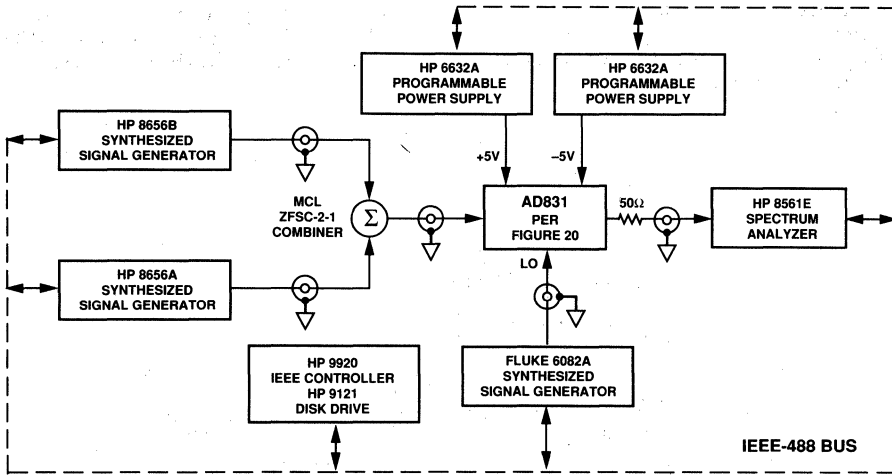 HP 6632A
PROGRAMMABLE
POWER SUPPLY
HP 6632A
PROGRAMMABLE
POWER SUPPLY
HP 8656B
SYNTHESIZED
SIGNAL GENERATOR
+5V
–5V
MCL
ZFSC-2-1
COMBINER
Σ
AD831
PER
FIGURE 20
50Ω
HP 8561E
SPECTRUM
ANALYZER
LO
HP 8656A
SYNTHESIZED
SIGNAL GENERATOR
HP 9920
IEEE CONTROLLER
HP 9121
DISK DRIVE
FLUKE 6082A
SYNTHESIZED
SIGNAL GENERATOR
IEEE-488 BUS